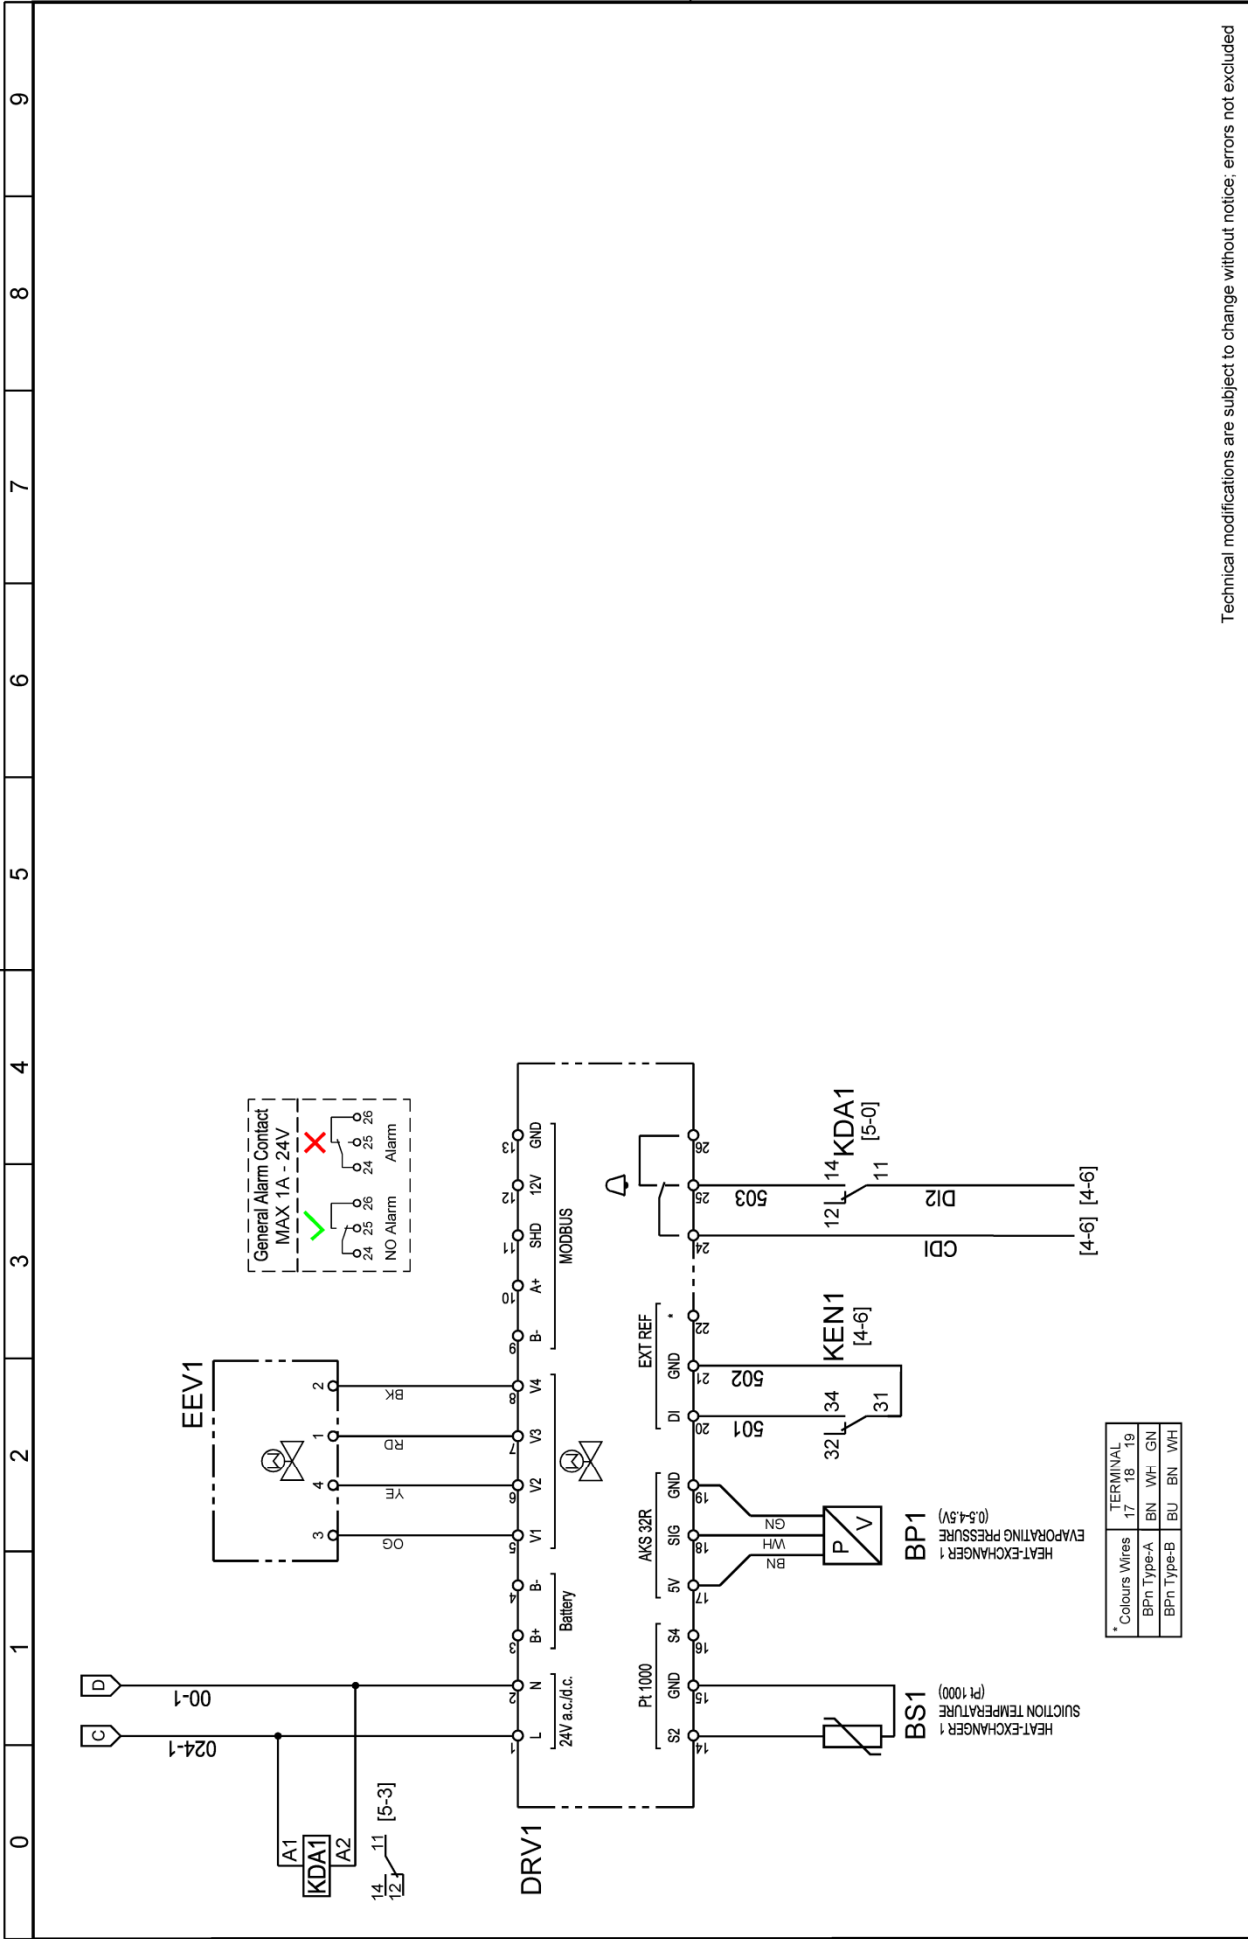 0 1 2 3 4 5 6 7 8 9
C
D
024-1
00-1
A1
KDA1
A2
14
12
11
[5-3]
EEV1
M
3 4 1 2
OG
YE
RD
BK
General Alarm Contact
MAX 1A - 24V
24 25 26
NO Alarm
24 25 26
Alarm
DRV1
1 2 3 4 5 6 7 8 9 10 11 12 13
L N B+ B- V1 V2 V3 V4 B- A+ SHD 12V GND
24V a.c./d.c.
Battery
MODBUS
M
Pt 1000
AKS 32R
EXT REF
S2 GND S4 5V SIG GND DI GND *
14 15 16 17 18 19 20 21 22 24 25 26
BN
WH
GN
P
V
501
502
503
32
34
31
KEN1
[4-6]
12
14
11
KDA1
[5-0]
CDI
DI2
[4-6] [4-6]
BS1
HEAT-EXCHANGER 1
SUICTION TEMPERATURE
(Pt 1000)
BP1
HEAT-EXCHANGER 1
EVAPORATING PRESSURE
(0.5-4.5V)
* Colours Wires
TERMINAL
17 18 19
BPn Type-A BN WH GN
BPn Type-B BU BN WH
Technical modifications are subject to change without notice; errors not excluded